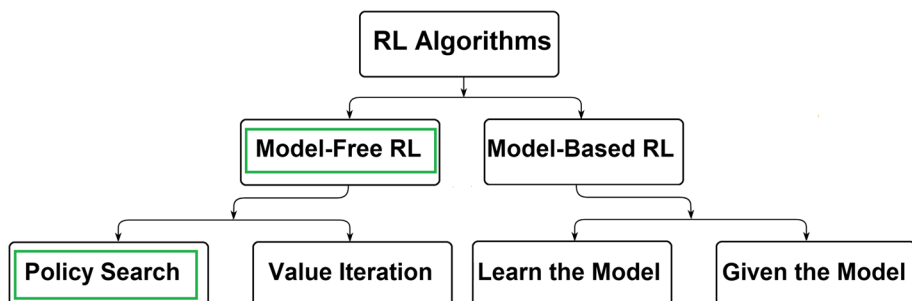 RL Algorithms
Model-Free RL
Model-Based RL
Policy Search
Value Iteration
Learn the Model
Given the Model